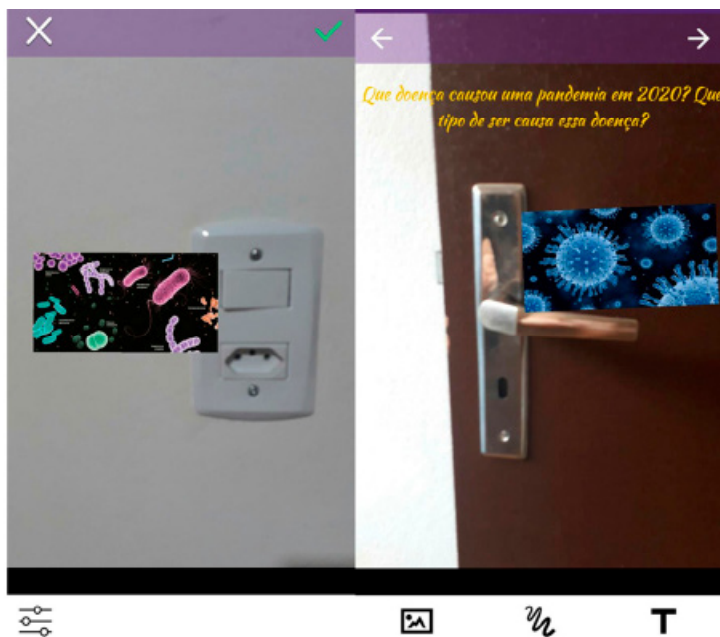 Que doença causou uma pandemia em 2020? Que
tipo de ser causa essa doença?
T